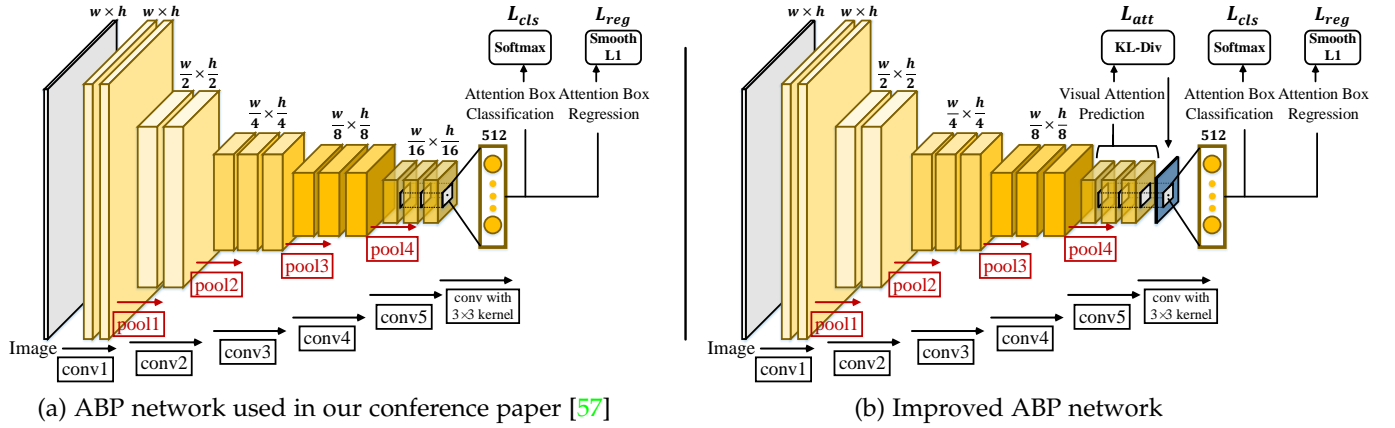 w × h w × h
w/2 × h/2
w/4 × h/4
w/8 × h/8
w/16 × h/16
L_cls
L_reg
Softmax
Smooth
L1
Attention Box
Classification
Attention Box
Regression
512
pool1
pool2
pool3
pool4
Image
conv1
conv2
conv3
conv4
conv5
conv with
3×3 kernel
(a) ABP network used in our conference paper [57]
w × h w × h
w/2 × h/2
w/4 × h/4
w/8 × h/8
L_att
L_cls
L_reg
KL-Div
Softmax
Smooth
L1
Visual Attention
Prediction
Attention Box
Classification
Attention Box
Regression
512
pool1
pool2
pool3
pool4
Image
conv1
conv2
conv3
conv4
conv5
conv with
3×3 kernel
(b) Improved ABP network